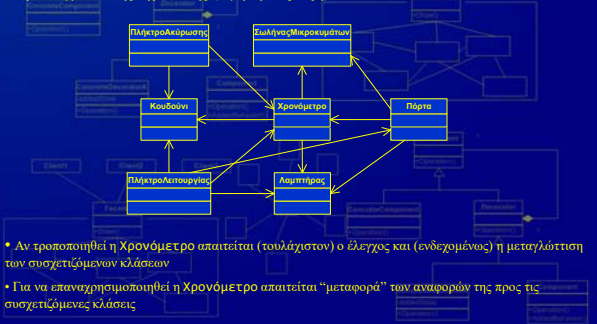 ΠλήκτροΑκύρωσης ΣωλήναςΜικροκυμάτων
Κουδούνι Χρονόμετρο Πόρτα
ΠλήκτροΛειτουργίας Λαμπτήρας
• Αν τροποποιηθεί η Χρονόμετρο απαιτείται (τουλάχιστον) ο έλεγχος και (ενδεχομένως) η μεταγλώττιση
των συσχετιζόμενων κλάσεων
• Για να επαναχρησιμοποιηθεί η Χρονόμετρο απαιτείται “μεταφορά” των αναφορών της προς τις
συσχετιζόμενες κλάσεις